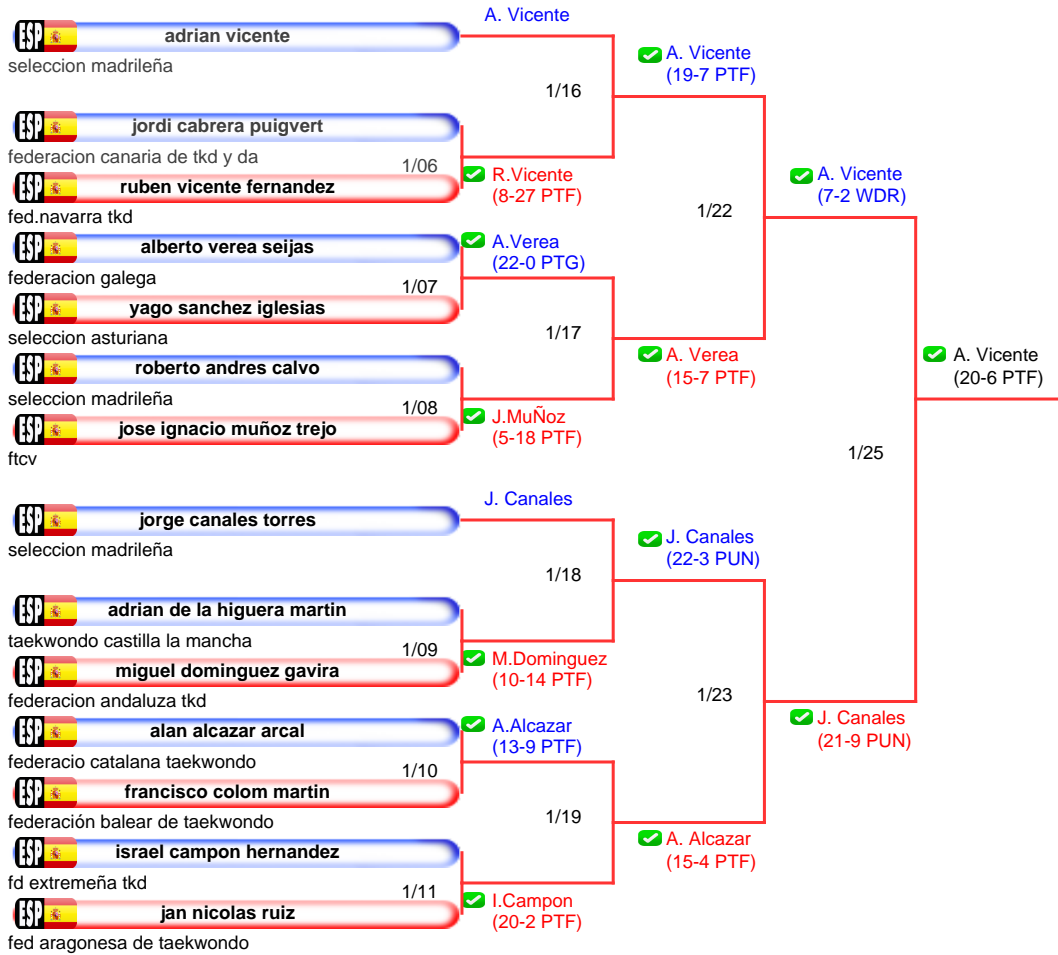 A. Vicente
ESP adrian vicente
seleccion madrileña
A. Vicente
(19-7 PTF)
1/16
ESP jordi cabrera puigvert
federacion canaria de tkd y da
1/06
ESP ruben vicente fernandez
R.Vicente
(8-27 PTF)
fed.navarra tkd
A. Vicente
(7-2 WDR)
1/22
ESP alberto verea seijas
A.Verea
(22-0 PTG)
federacion galega
1/07
ESP yago sanchez iglesias
seleccion asturiana
1/17
A. Verea
(15-7 PTF)
ESP roberto andres calvo
seleccion madrileña
1/08
ESP jose ignacio muñoz trejo
J.MuÑoz
(5-18 PTF)
ftcv
A. Vicente
(20-6 PTF)
1/25
J. Canales
ESP jorge canales torres
seleccion madrileña
J. Canales
(22-3 PUN)
1/18
ESP adrian de la higuera martin
taekwondo castilla la mancha
1/09
ESP miguel dominguez gavira
M.Dominguez
(10-14 PTF)
federacion andaluza tkd
1/23
J. Canales
(21-9 PUN)
ESP alan alcazar arcal
A.Alcazar
(13-9 PTF)
federacio catalana taekwondo
1/10
ESP francisco colom martin
federación balear de taekwondo
1/19
A. Alcazar
(15-4 PTF)
ESP israel campon hernandez
fd extremeña tkd
1/11
ESP jan nicolas ruiz
I.Campon
(20-2 PTF)
fed aragonesa de taekwondo